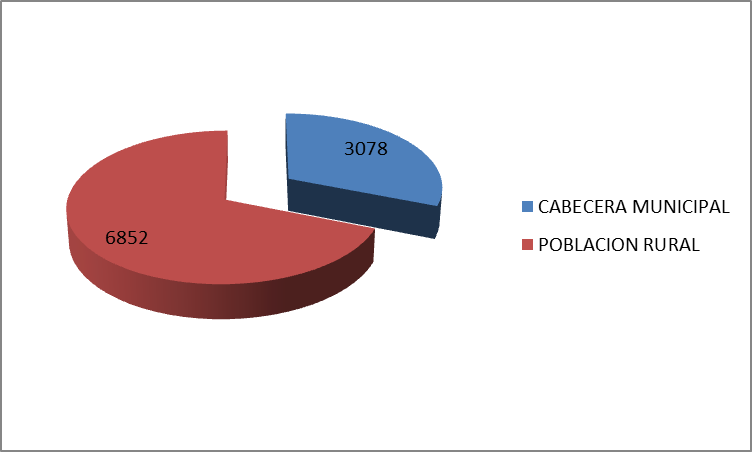 3078
6852
CABECERA MUNICIPAL
POBLACION RURAL